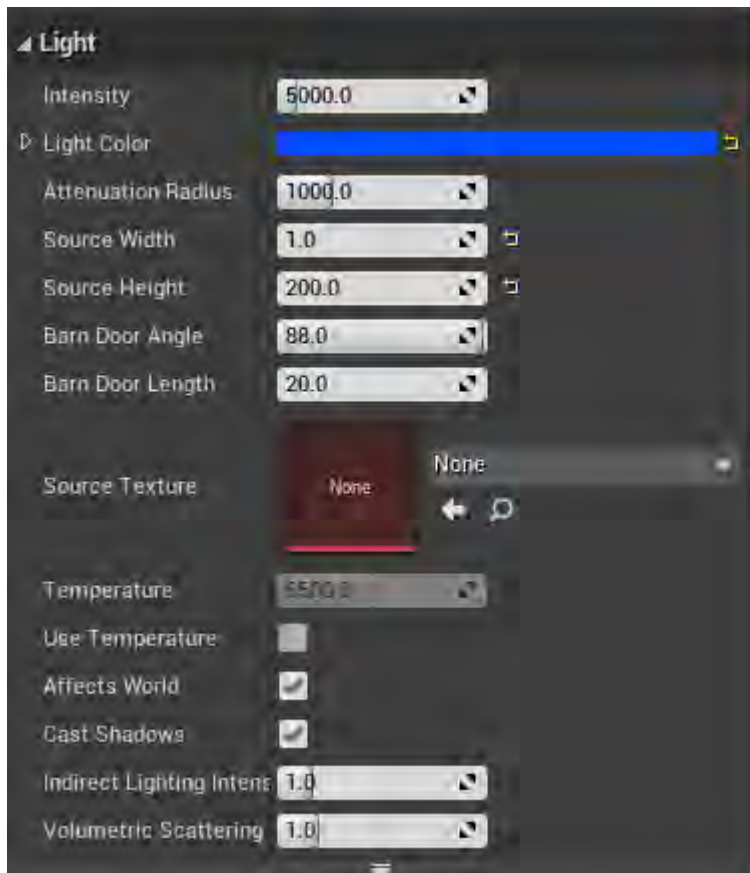 Light
Intensity 5000.0
Light Color
Attenuation Radius 1000.0
Source Width 1.0
Source Height 200.0
Barn Door Angle 88.0
Barn Door Length 20.0
None
Source Texture None
Temperature 6500.0
Use Temperature
Affects World
Cast Shadows
Indirect Lighting Intens 1.0
Volumetric Scattering 1.0